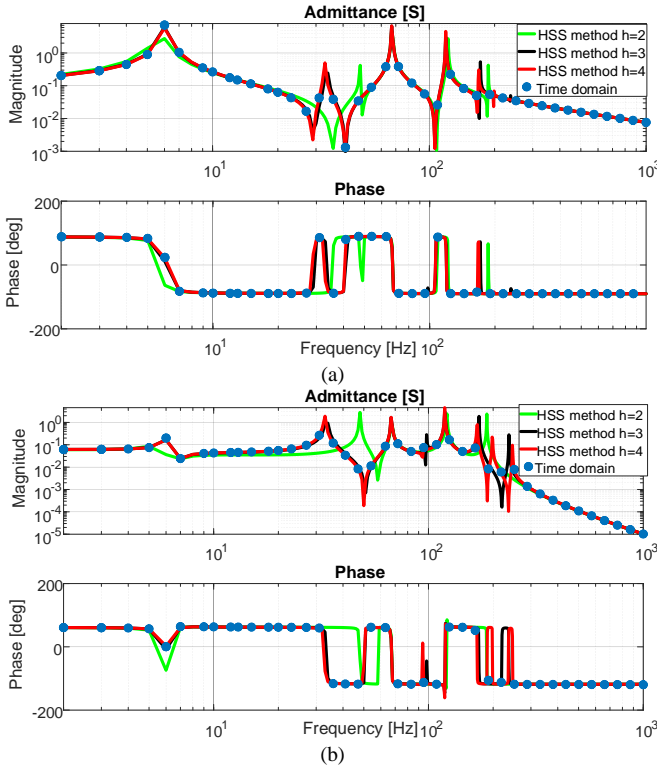 Admittance [S]
Magnitude
10^0
10^-1
10^-2
10^-3
HSS method h=2
HSS method h=3
HSS method h=4
Time domain
10^1
10^2
10^3
Phase
Phase [deg]
200
0
-200
10^1
10^2
10^3
Frequency [Hz]
(a)
Admittance [S]
Magnitude
10^0
10^-1
10^-2
10^-3
10^-4
10^-5
HSS method h=2
HSS method h=3
HSS method h=4
Time domain
10^1
10^2
10^3
Phase
Phase [deg]
200
0
-200
10^1
10^2
10^3
Frequency [Hz]
(b)